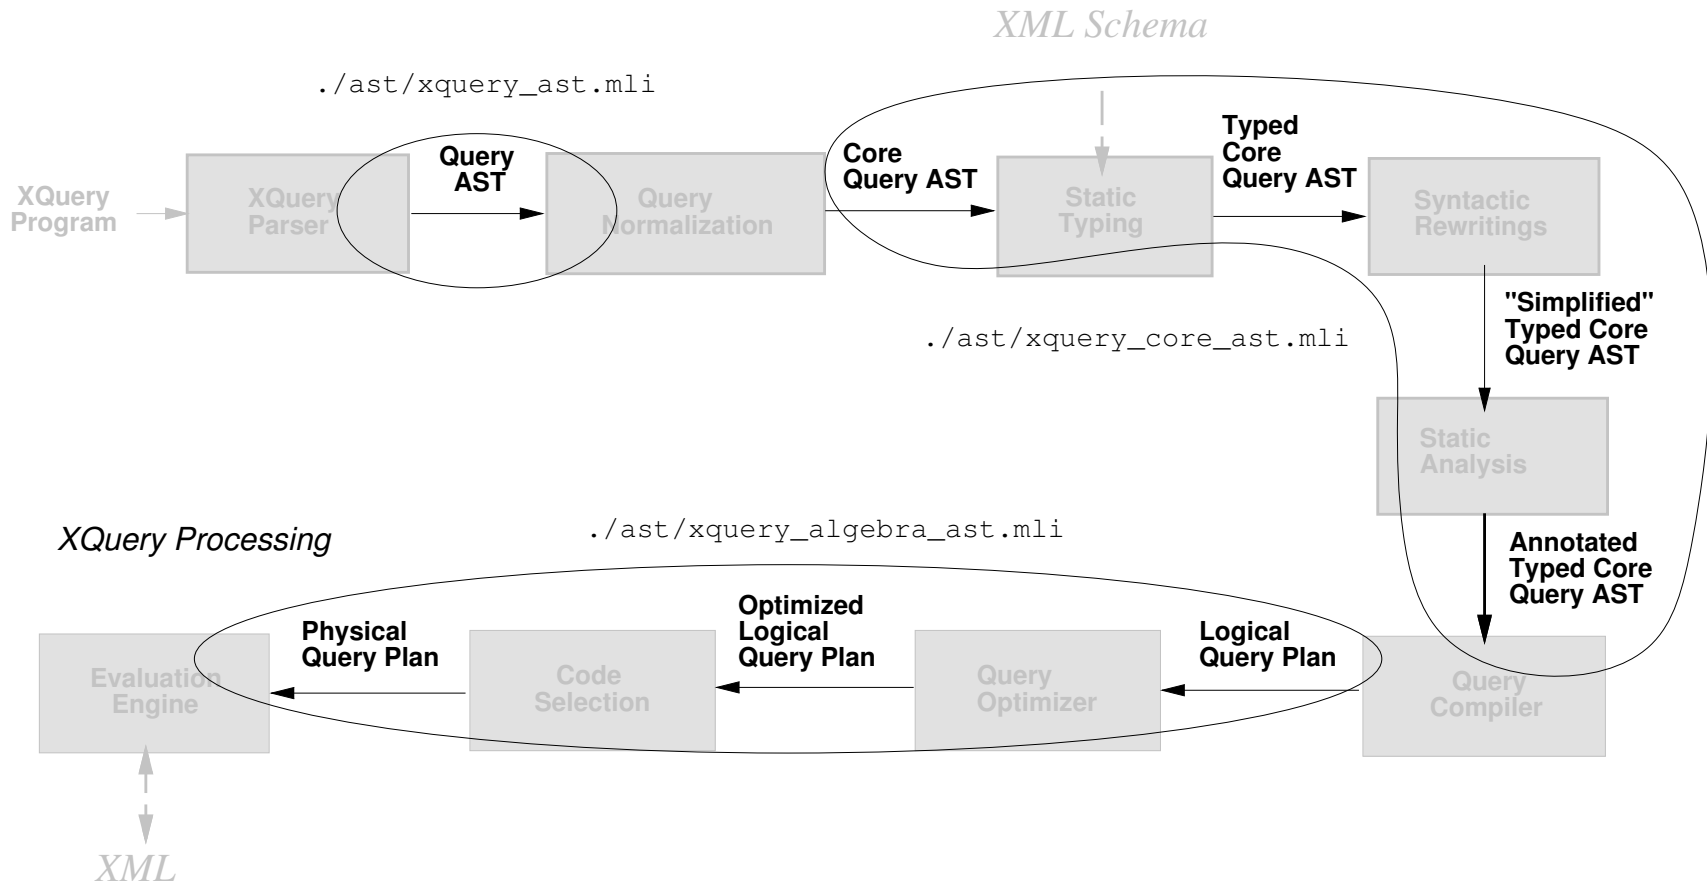 XML Schema
./ast/xquery_ast.mli
XQuery
Program
XQuery
Parser
Query
AST
Query
Normalization
Core
Query AST
Static
Typing
Typed
Core
Query AST
Syntactic
Rewritings
"Simplified"
Typed Core
Query AST
./ast/xquery_core_ast.mli
Static
Analysis
Annotated
Typed Core
Query AST
XQuery Processing
./ast/xquery_algebra_ast.mli
Evaluation
Engine
Physical
Query Plan
Code
Selection
Optimized
Logical
Query Plan
Query
Optimizer
Logical
Query Plan
Query
Compiler
XML